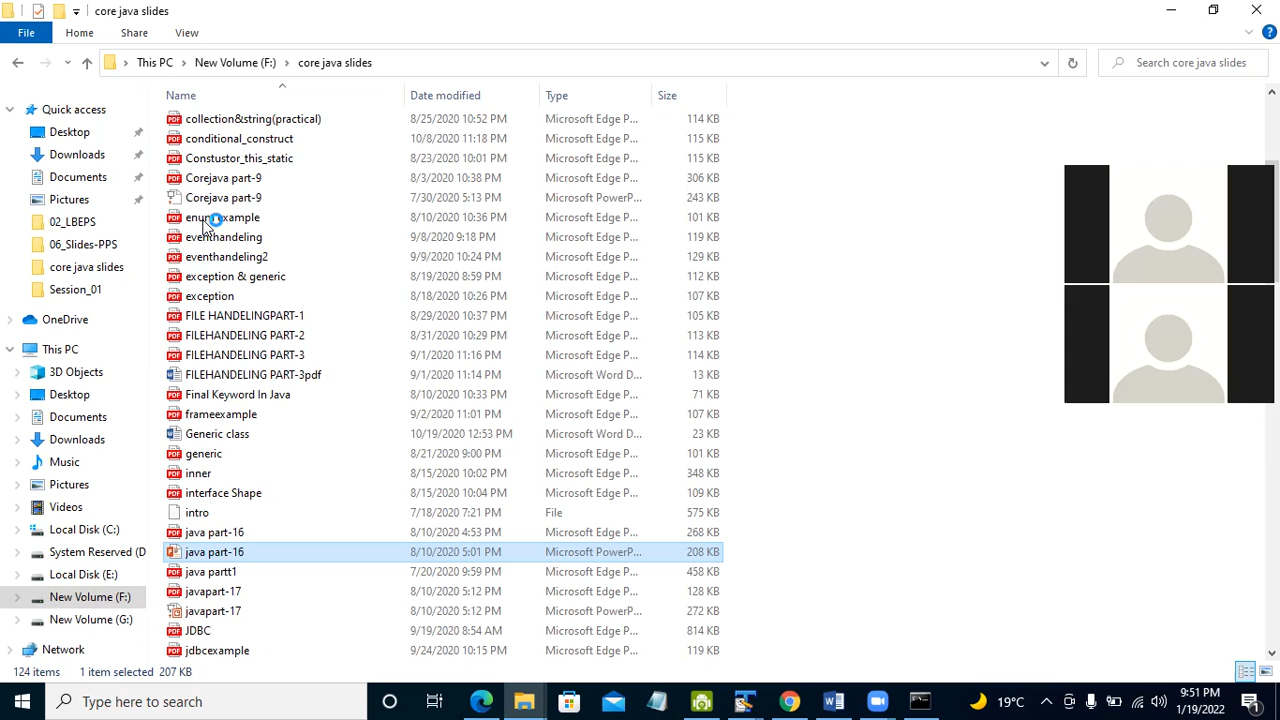 core java slides
File Home Share View
This PC New Volume (F:) core java slides Search core java slides
Name Date modified Type Size
Quick access
Desktop
Downloads
Documents
Pictures
02_LBEPS
06_Slides-PPS
core java slides
Session_01
OneDrive
This PC
3D Objects
Desktop
Documents
Downloads
Music
Pictures
Videos
Local Disk (C:)
System Reserved (D
Local Disk (E:)
New Volume (F:)
New Volume (G:)
Network
collection&string(practical) 8/25/2020 10:52 PM Microsoft Edge P... 114 KB
conditional_construct 10/8/2020 11:18 PM Microsoft Edge P... 115 KB
Constustor_this_static 8/23/2020 10:01 PM Microsoft Edge P... 115 KB
Corejava part-9 8/3/2020 10:38 PM Microsoft Edge P... 306 KB
Corejava part-9 7/30/2020 5:13 PM Microsoft PowerP... 243 KB
example 8/10/2020 10:36 PM Microsoft Edge P... 101 KB
eventhandeling 9/8/2020 9:18 PM Microsoft Edge P... 119 KB
eventhandeling2 9/9/2020 10:24 PM Microsoft Edge P... 129 KB
exception & generic 8/19/2020 8:59 PM Microsoft Edge P... 112 KB
exception 8/18/2020 10:26 PM Microsoft Edge P... 107 KB
FILE HANDELINGPART-1 8/29/2020 10:37 PM Microsoft Edge P... 105 KB
FILEHANDELING PART-2 8/31/2020 10:29 PM Microsoft Edge P... 113 KB
FILEHANDELING PART-3 9/1/2020 11:16 PM Microsoft Edge P... 114 KB
FILEHANDELING PART-3pdf 9/1/2020 11:14 PM Microsoft Word D... 13 KB
Final Keyword In Java 8/10/2020 10:33 PM Microsoft Edge P... 71 KB
frameexample 9/2/2020 11:01 PM Microsoft Edge P... 107 KB
Generic class 10/19/2020 12:53 PM Microsoft Word D... 23 KB
generic 8/21/2020 9:00 PM Microsoft Edge P... 101 KB
inner 8/15/2020 10:02 PM Microsoft Edge P... 348 KB
interface Shape 8/15/2020 10:04 PM Microsoft Edge P... 109 KB
intro 7/18/2020 7:21 PM File 575 KB
java part-16 8/10/2020 4:53 PM Microsoft Edge P... 268 KB
java part-16 8/10/2020 5:01 PM Microsoft PowerP... 208 KB
java partt1 7/20/2020 9:59 PM Microsoft Edge P... 458 KB
javapart-17 8/10/2020 5:12 PM Microsoft Edge P... 128 KB
javapart-17 8/10/2020 5:12 PM Microsoft PowerP... 272 KB
JDBC 9/19/2020 8:54 AM Microsoft Edge P... 814 KB
jdbcexample 9/24/2020 10:15 PM Microsoft Edge P... 119 KB
124 items 1 item selected 207 KB
Type here to search 19°C 9:51 PM
1/19/2022